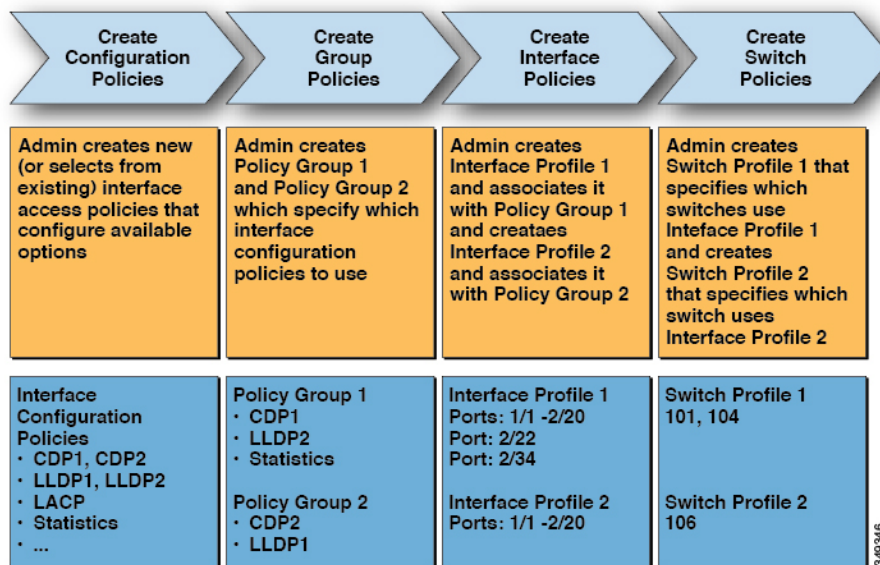 Create
Configuration
Policies
Create
Group
Policies
Create
Interface
Policies
Create
Switch
Policies
Admin creates new
(or selects from
existing) interface
access policies that
configure available
options
Admin creates
Policy Group 1
and Policy Group 2
which specify which
interface
configuration
policies to use
Admin creates
Interface Profile 1
and associates it
with Policy Group 1
and creataes
Interface Profile 2
and associates it
with Policy Group 2
Admin creates
Switch Profile 1 that
specifies which
switches use
Inteface Profile 1
and creates
Switch Profile 2
that specifies which
switch uses
Interface Profile 2
Interface
Configuration
Policies
· CDP1, CDP2
· LLDP1, LLDP2
· LACP
· Statistics
· ...
Policy Group 1
· CDP1
· LLDP2
· Statistics
Policy Group 2
· CDP2
· LLDP1
Interface Profile 1
Ports: 1/1 -2/20
Port: 2/22
Port: 2/34
Interface Profile 2
Ports: 1/1 -2/20
Switch Profile 1
101, 104
Switch Profile 2
106
349346